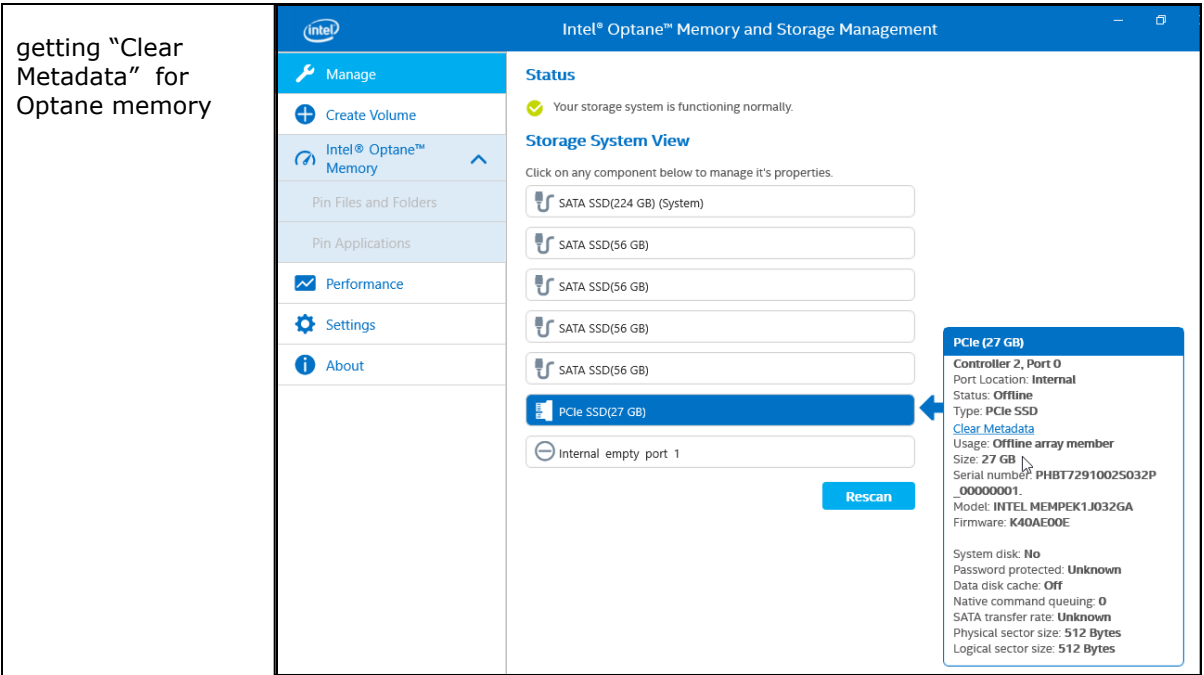 getting “Clear
Metadata” for
Optane memory
intel
Intel® Optane™ Memory and Storage Management
Manage
Create Volume
Intel® Optane™
Memory
Pin Files and Folders
Pin Applications
Performance
Settings
About
Status
Your storage system is functioning normally.
Storage System View
Click on any component below to manage it's properties.
SATA SSD(224 GB) (System)
SATA SSD(56 GB)
SATA SSD(56 GB)
SATA SSD(56 GB)
SATA SSD(56 GB)
PCIe SSD(27 GB)
Internal empty port 1
Rescan
PCIe (27 GB)
Controller 2, Port 0
Port Location: Internal
Status: Offline
Type: PCIe SSD
Clear Metadata
Usage: Offline array member
Size: 27 GB
Serial number: PHBT7291002S032P
_00000001.
Model: INTEL MEMPEK1J032GA
Firmware: K40AE00E
System disk: No
Password protected: Unknown
Data disk cache: Off
Native command queuing: 0
SATA transfer rate: Unknown
Physical sector size: 512 Bytes
Logical sector size: 512 Bytes